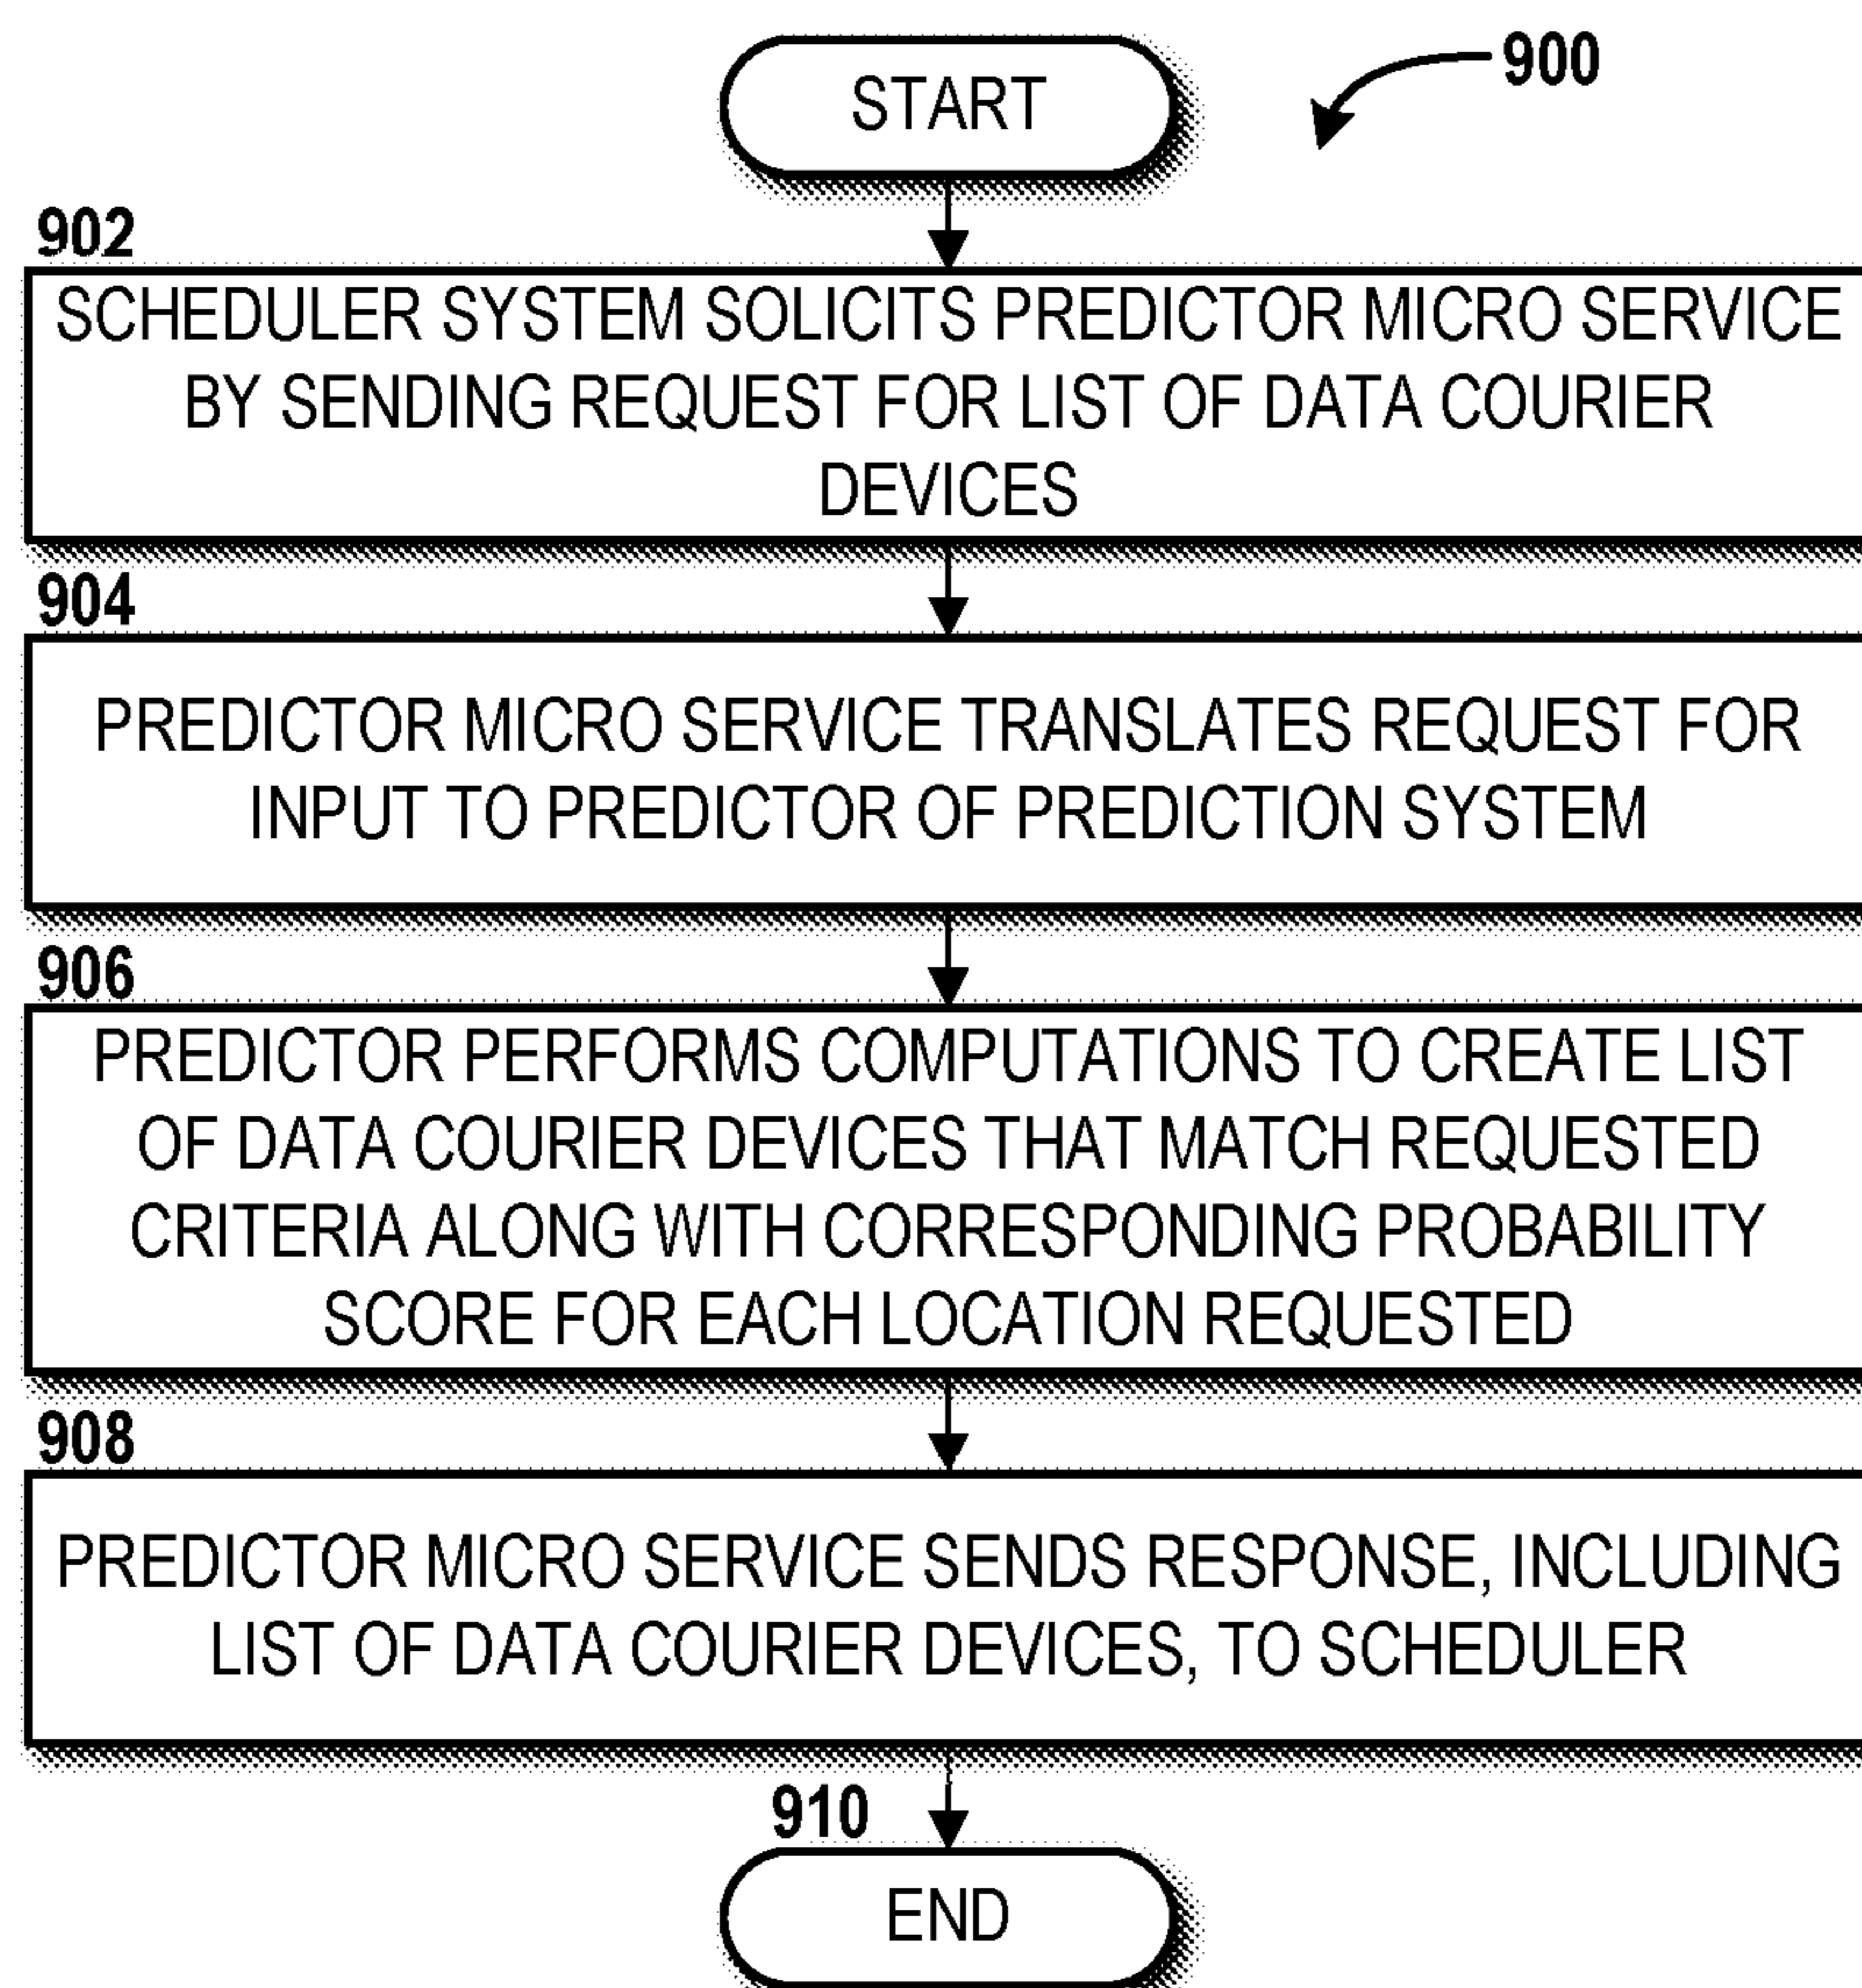 START
900
902
SCHEDULER SYSTEM SOLICITS PREDICTOR MICRO SERVICE
BY SENDING REQUEST FOR LIST OF DATA COURIER
DEVICES
904
PREDICTOR MICRO SERVICE TRANSLATES REQUEST FOR
INPUT TO PREDICTOR OF PREDICTION SYSTEM
906
PREDICTOR PERFORMS COMPUTATIONS TO CREATE LIST
OF DATA COURIER DEVICES THAT MATCH REQUESTED
CRITERIA ALONG WITH CORRESPONDING PROBABILITY
SCORE FOR EACH LOCATION REQUESTED
908
PREDICTOR MICRO SERVICE SENDS RESPONSE, INCLUDING
LIST OF DATA COURIER DEVICES, TO SCHEDULER
910
END